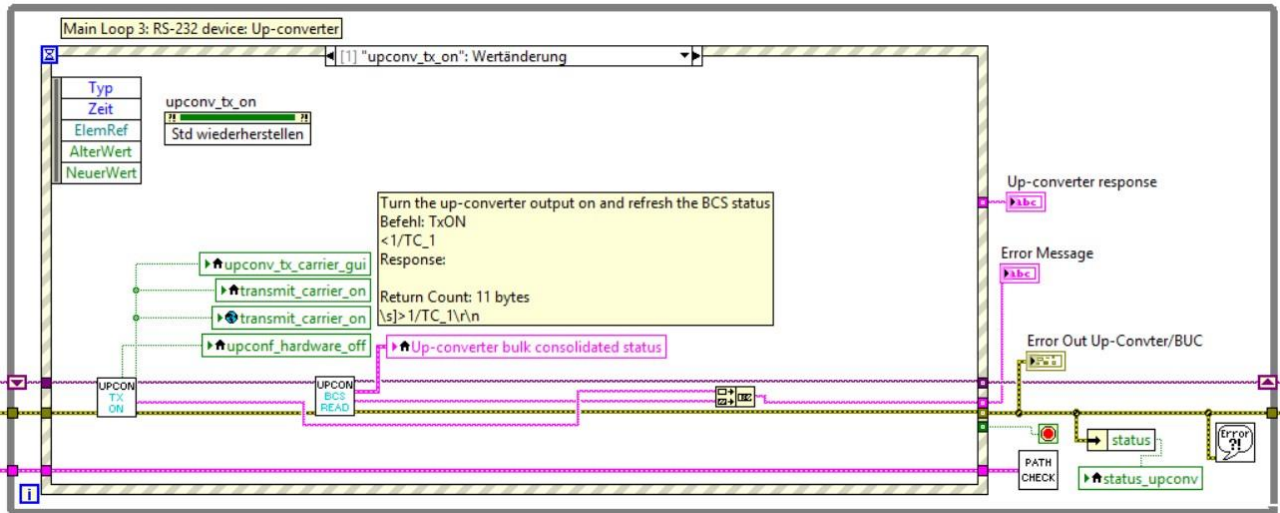 Main Loop 3: RS-232 device: Up-converter
[1] "upconv_tx_on": Wertänderung
Typ
Zeit
ElemRef
AlterWert
NeuerWert
upconv_tx_on
?! ?!
Std wiederherstellen
Turn the up-converter output on and refresh the BCS status
Befehl: TxON
<1/TC_1
Response:
Return Count: 11 bytes
\s]>1/TC_1\r\n
upconv_tx_carrier_gui
transmit_carrier_on
transmit_carrier_on
upconf_hardware_off
Up-converter bulk consolidated status
UPCON
TX
ON
UPCON
BCS
READ
Up-converter response
abc
Error Message
abc
Error Out Up-Convter/BUC
status
status_upconv
PATH
CHECK
Error
?!
i